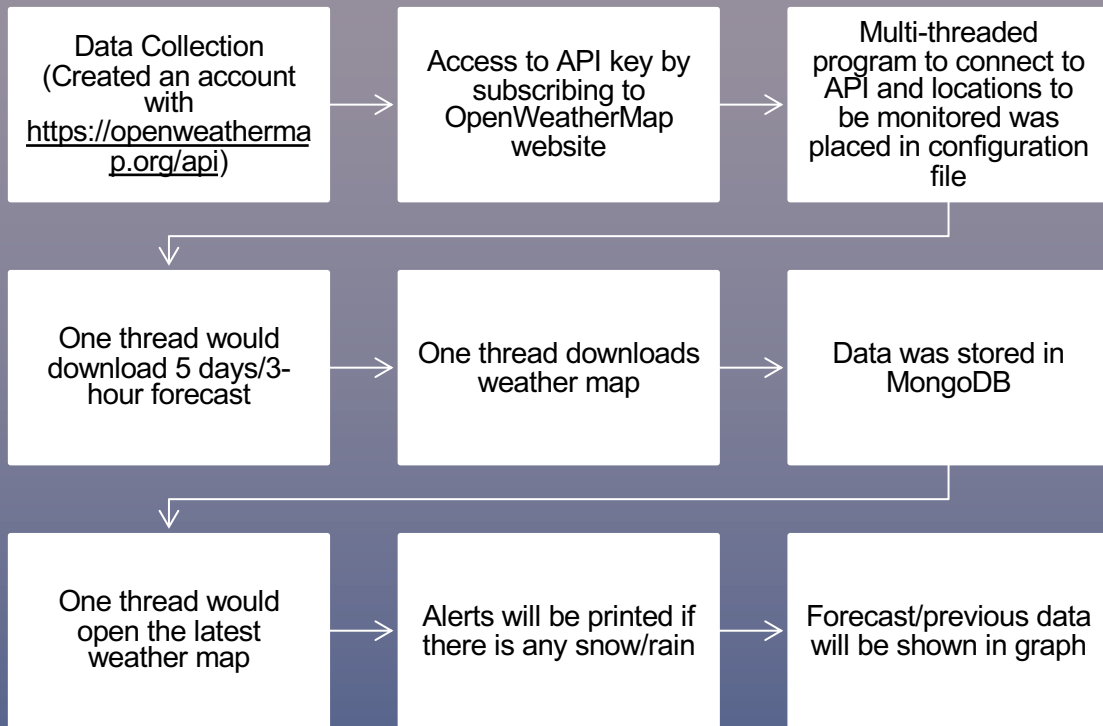 Data Collection
(Created an account
with
https://openweatherma
p.org/api)
Access to API key by
subscribing to
OpenWeatherMap
website
Multi-threaded
program to connect to
API and locations to
be monitored was
placed in configuration
file
One thread would
download 5 days/3-
hour forecast
One thread downloads
weather map
Data was stored in
MongoDB
One thread would
open the latest
weather map
Alerts will be printed if
there is any snow/rain
Forecast/previous data
will be shown in graph